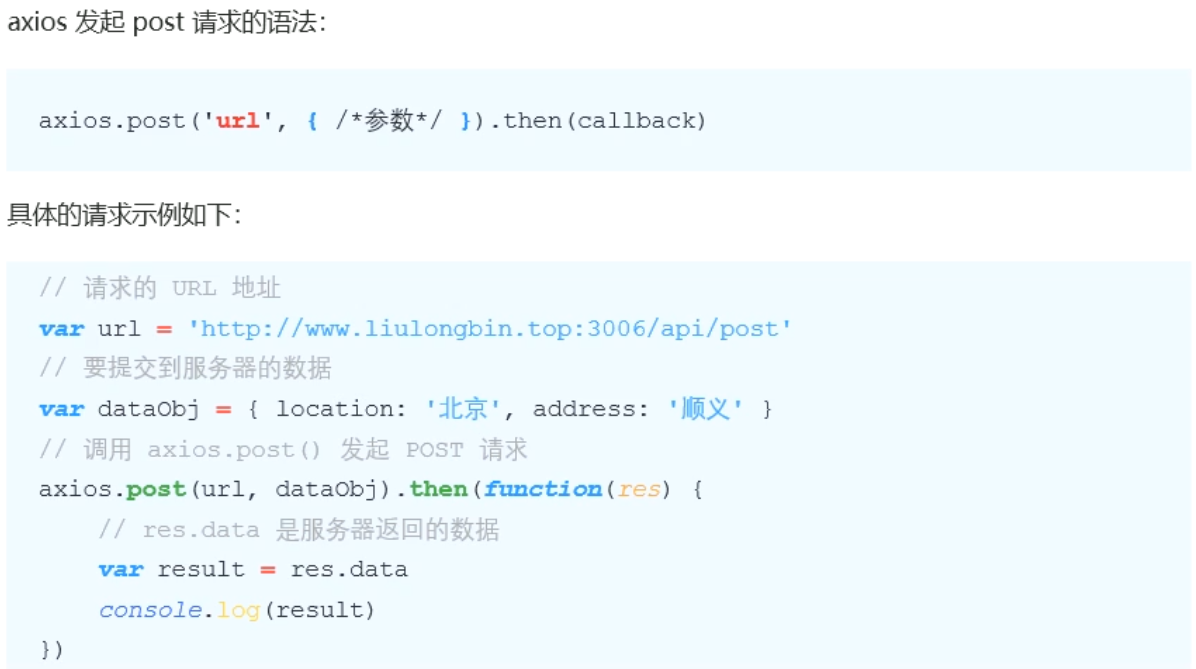 axios 发起 post 请求的语法：
axios.post('url', { /*参数*/ }).then(callback)
具体的请求示例如下：
// 请求的 URL 地址
var url = 'http://www.liulongbin.top:3006/api/post'
// 要提交到服务器的数据
var dataObj = { location: '北京', address: '顺义' }
// 调用 axios.post() 发起 POST 请求
axios.post(url, dataObj).then(function(res) {
// res.data 是服务器返回的数据
var result = res.data
console.log(result)
})